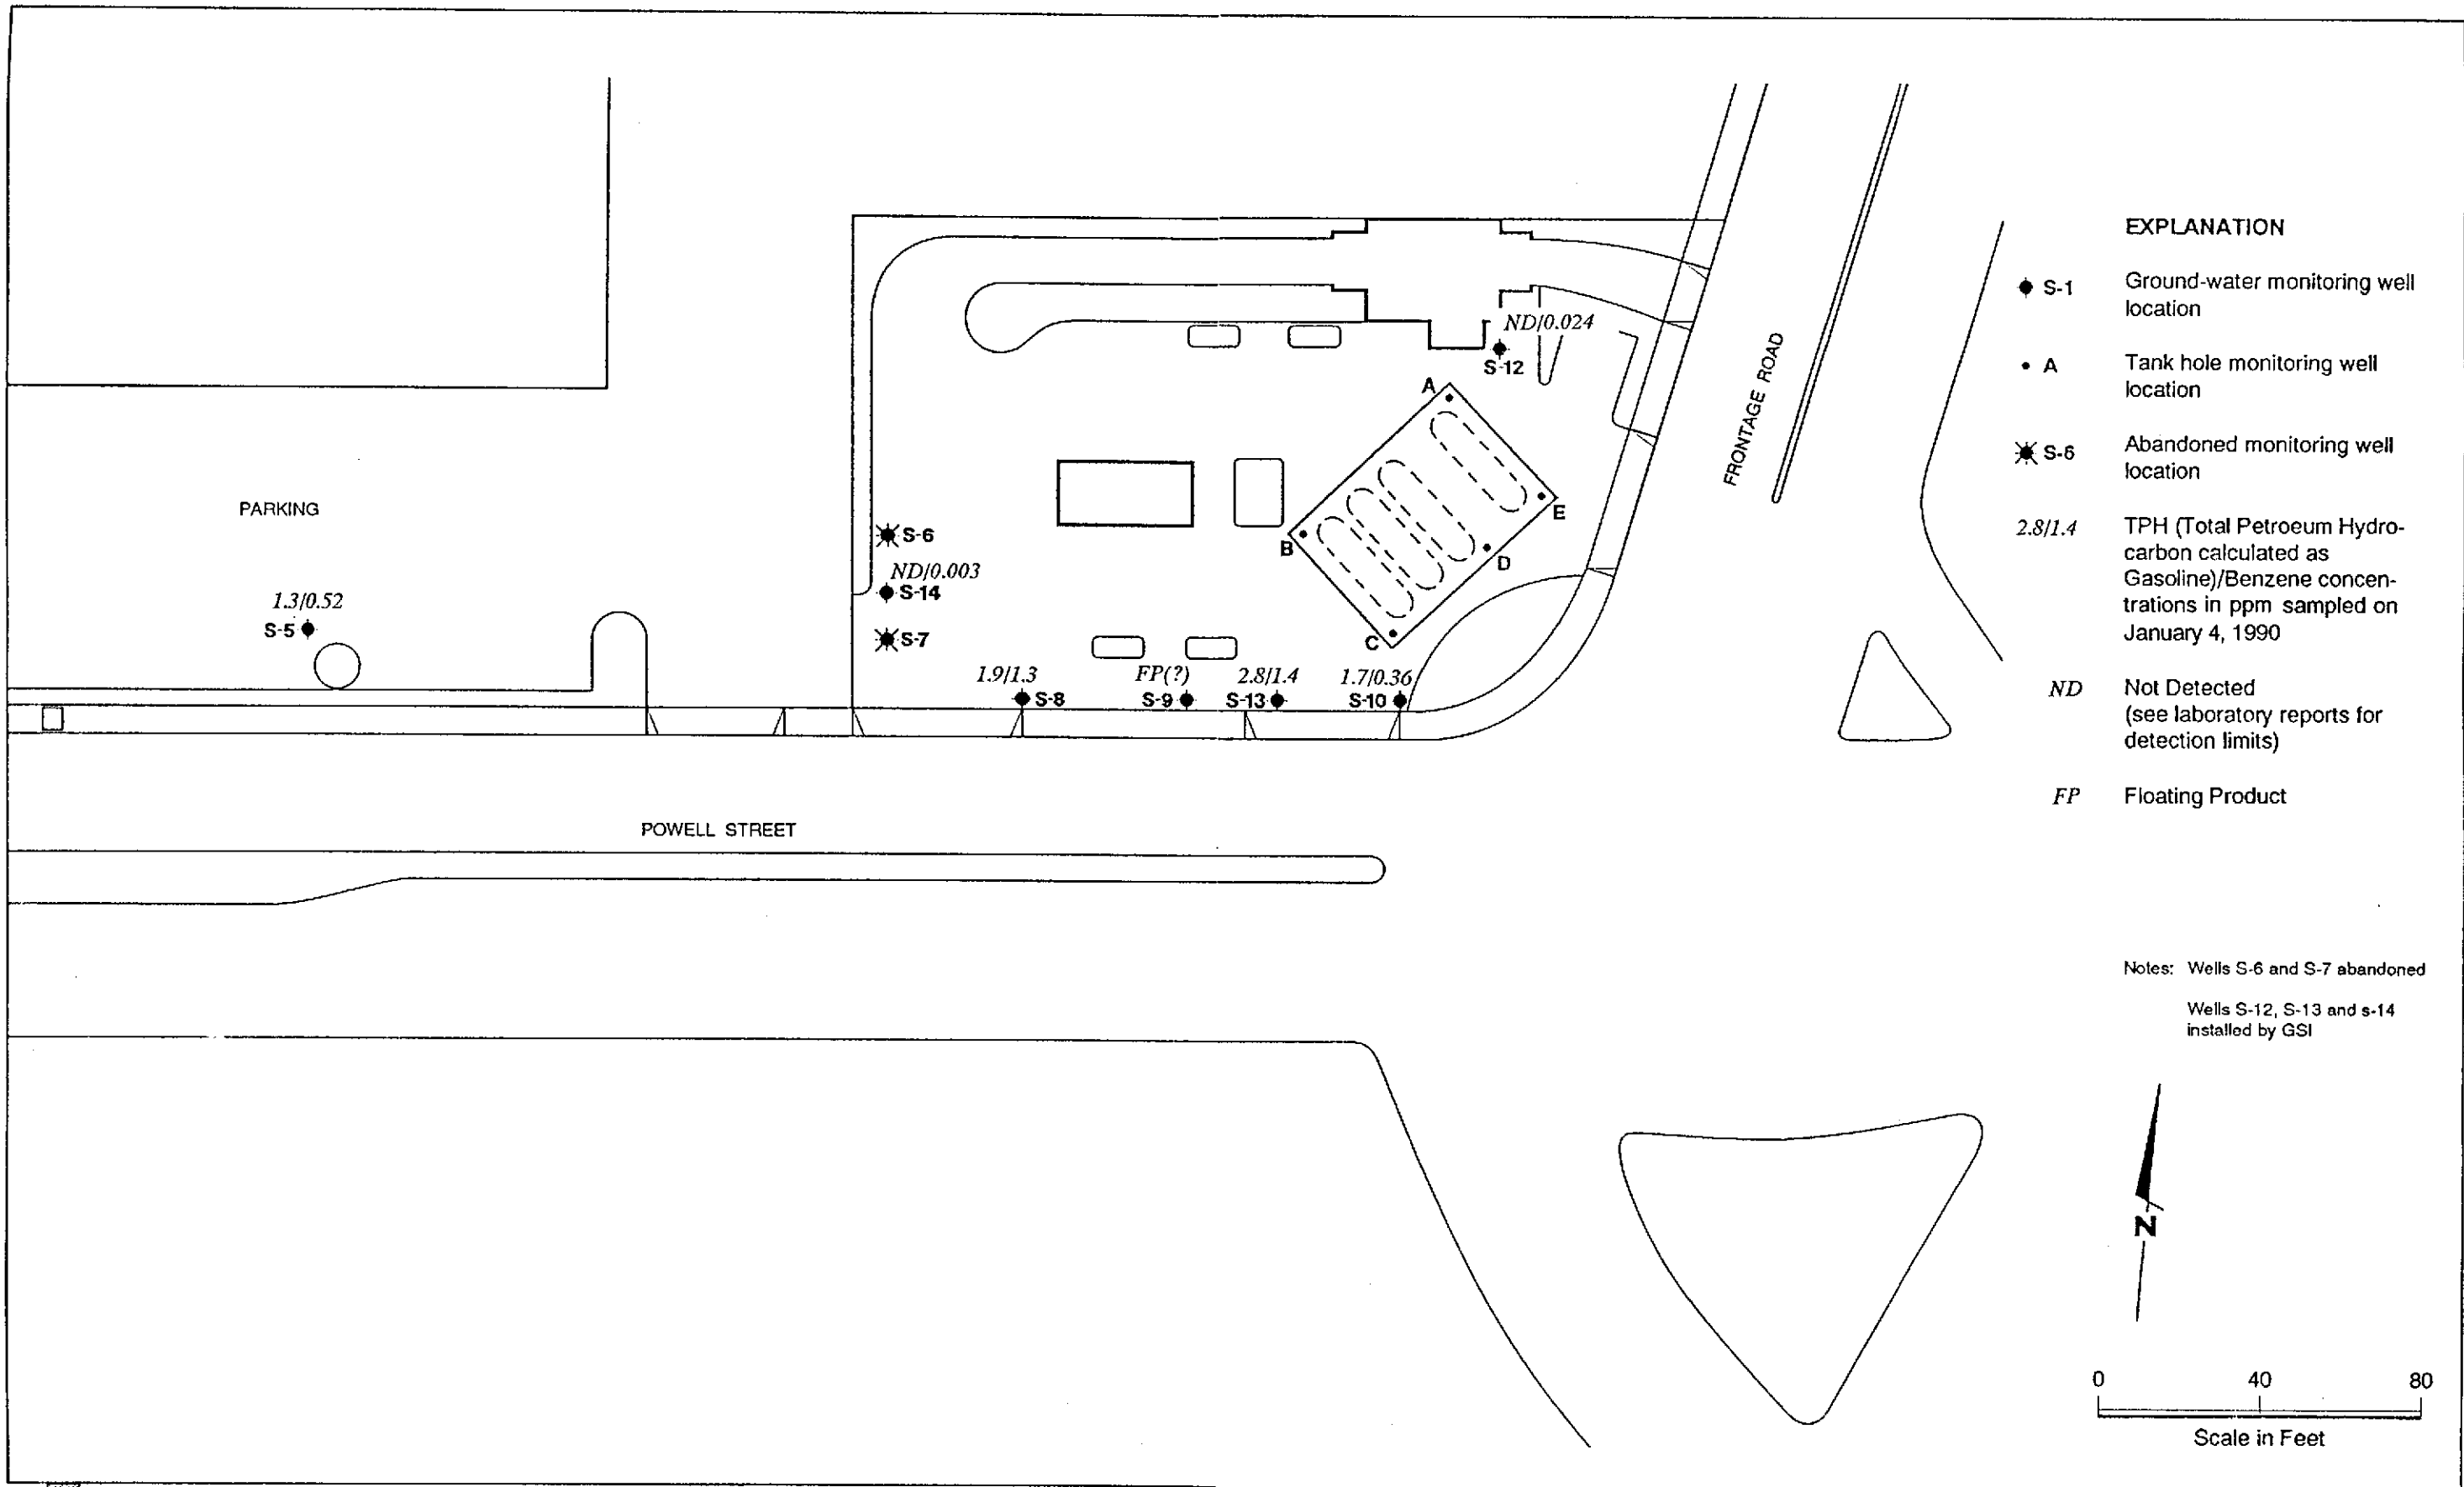 EXPLANATION
S-1 Ground-water monitoring well
location
A Tank hole monitoring well
location
S-6 Abandoned monitoring well
location
2.8/1.4 TPH (Total Petroeum Hydro-
carbon calculated as
Gasoline)/Benzene concen-
trations in ppm sampled on
January 4, 1990
ND Not Detected
(see laboratory reports for
detection limits)
FP Floating Product
ND/0.024
S-12
A
FRONTAGE ROAD
PARKING
E
S-6
B
D
ND/0.003
S-14
1.3/0.52
S-5
S-7
C
1.9/1.3
S-8
FP(?)
S-9
2.8/1.4
S-13
1.7/0.36
S-10
POWELL STREET
Notes: Wells S-6 and S-7 abandoned
Wells S-12, S-13 and s-14
installed by GSI
N
0 40 80
Scale in Feet